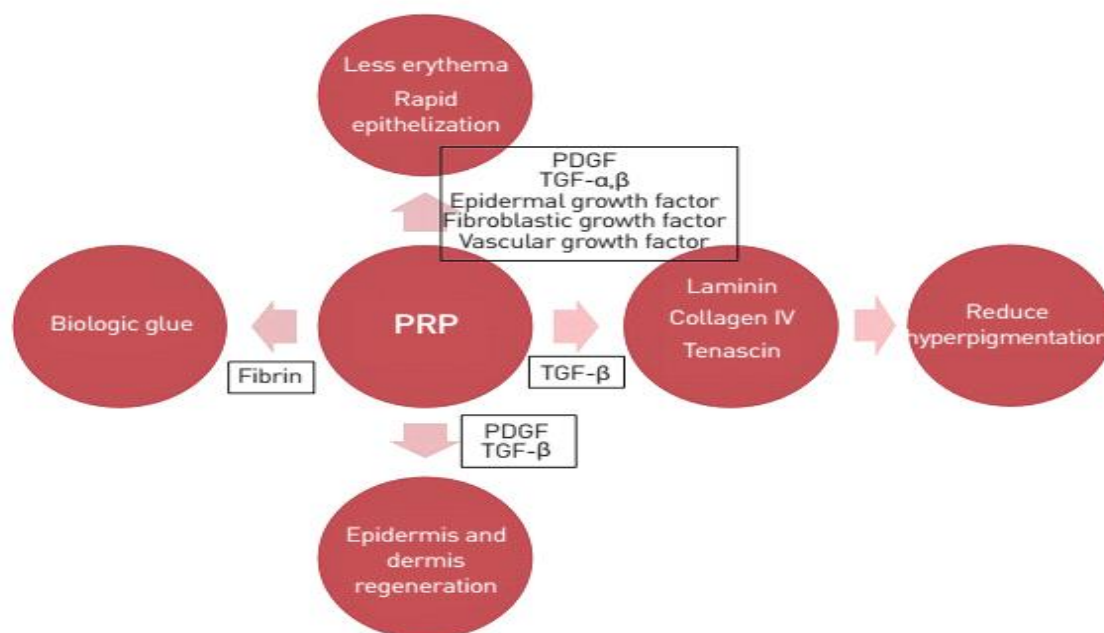 Less erythema
Rapid
epithelization
PDGF
TGF-α,β
Epidermal growth factor
Fibroblastic growth factor
Vascular growth factor
Biologic glue
PRP
Laminin
Collagen IV
Tenascin
Reduce
hyperpigmentation
Fibrin
TGF-β
PDGF
TGF-β
Epidermis and
dermis
regeneration